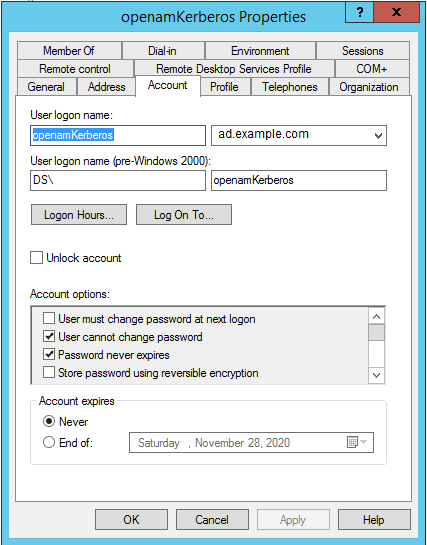 openamKerberos Properties
? X
Member Of Dial-in Environment Sessions
Remote control Remote Desktop Services Profile COM+
General Address Account Profile Telephones Organization
User logon name:
openamKerberos ad.example.com
User logon name (pre-Windows 2000):
DS\ openamKerberos
Logon Hours... Log On To...
Unlock account
Account options:
User must change password at next logon
User cannot change password
Password never expires
Store password using reversible encryption
Account expires
Never
End of: Saturday , November 28, 2020
OK Cancel Apply Help